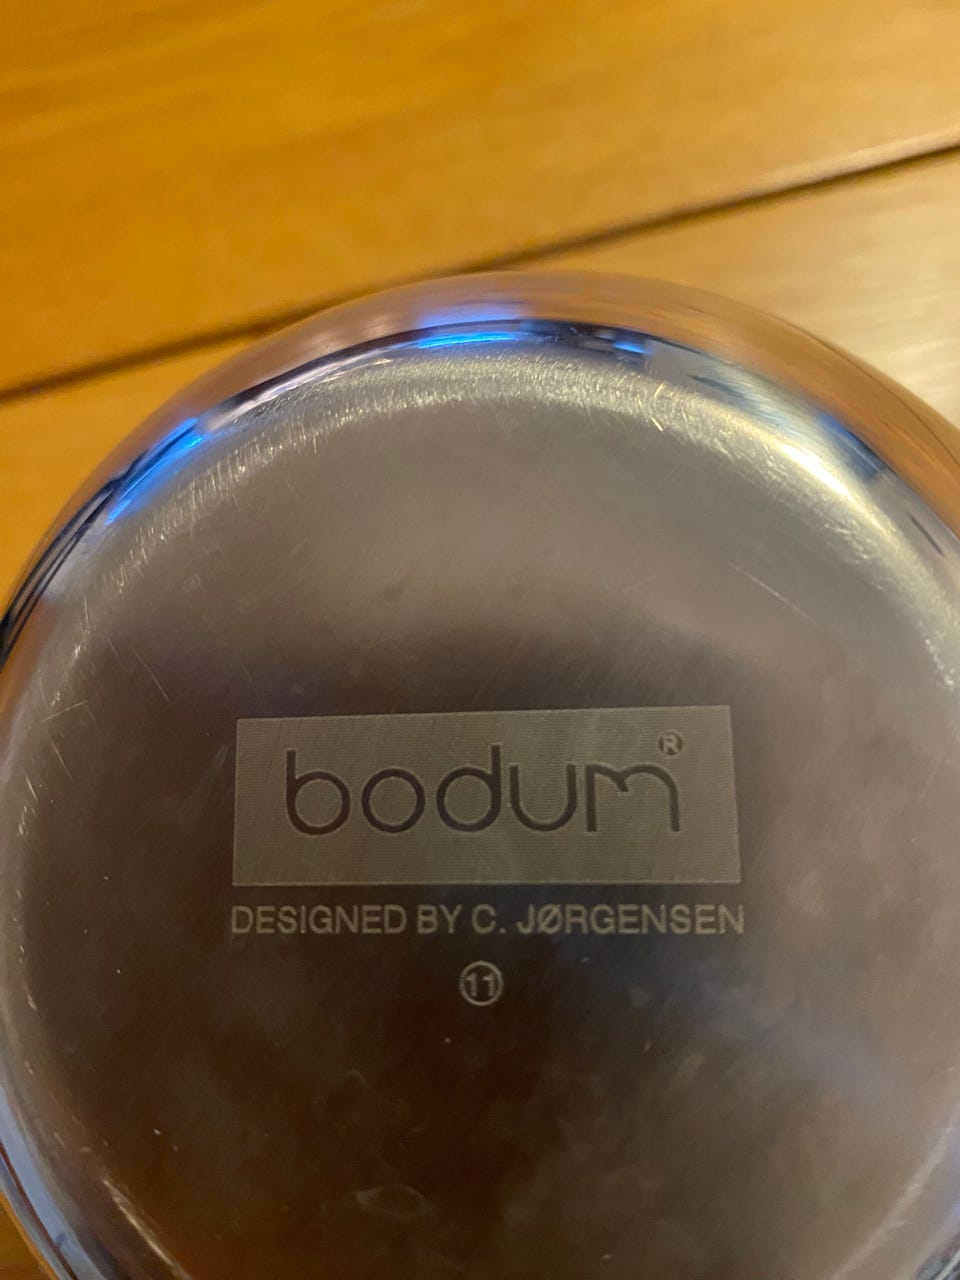 bodum®
DESIGNED BY C. JØRGENSEN
11